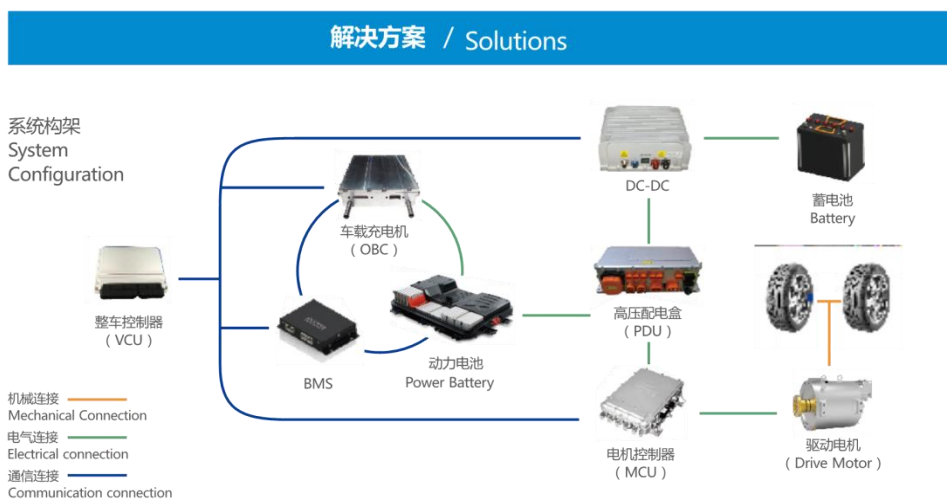 解决方案 / Solutions
系统构架
System
Configuration
DC-DC
蓄电池
Battery
车载充电机
（OBC）
整车控制器
（VCU）
高压配电盒
（PDU）
BMS
动力电池
Power Battery
机械连接
Mechanical Connection
电气连接
Electrical connection
通信连接
Communication connection
电机控制器
（MCU）
驱动电机
（Drive Motor）